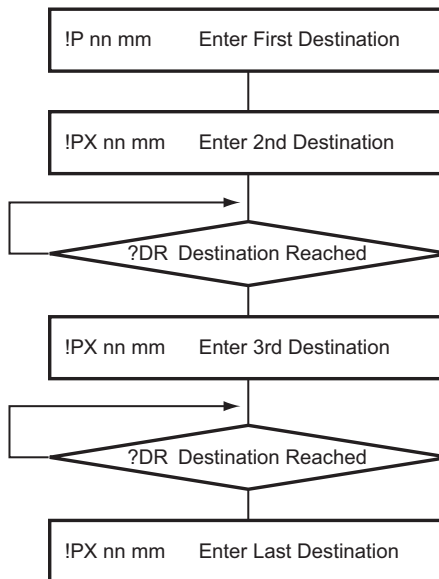 !P nn mm Enter First Destination
!PX nn mm Enter 2nd Destination
?DR Destination Reached
!PX nn mm Enter 3rd Destination
?DR Destination Reached
!PX nn mm Enter Last Destination